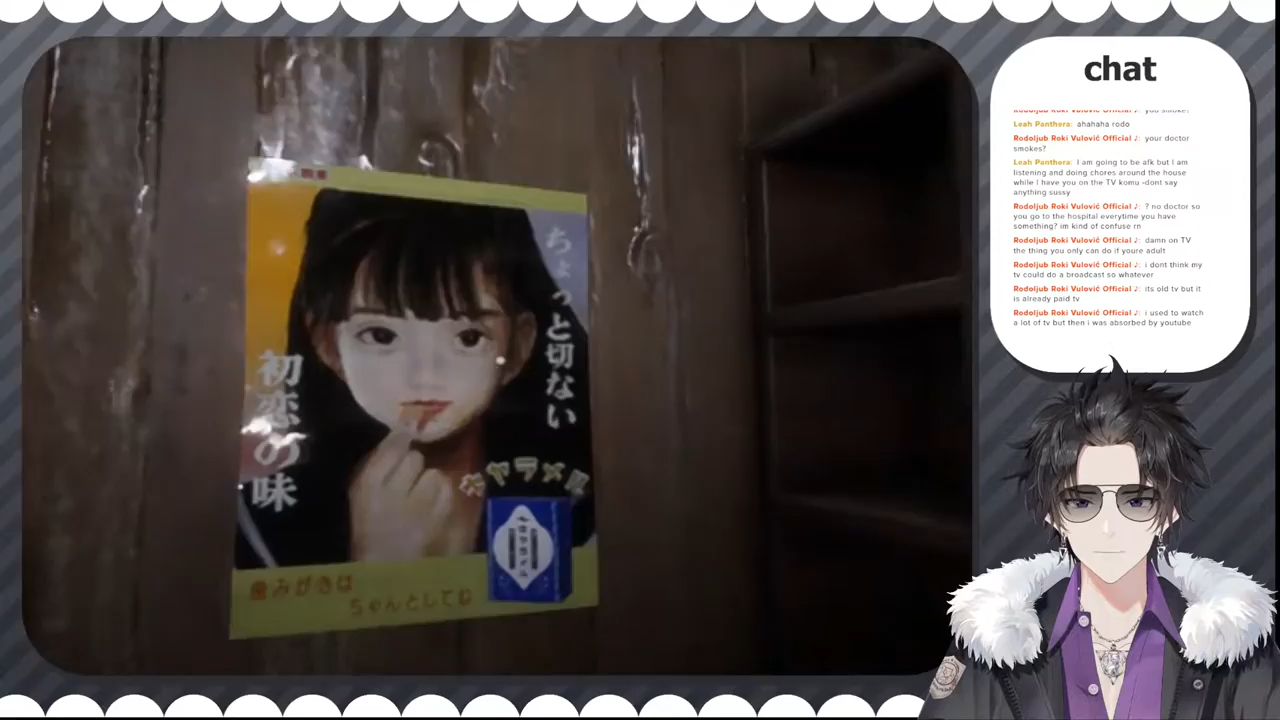 chat
Leah Panthera: ahahaha rodo
Rodoljub Roki Vulović Official ♪: your doctor
smokes?
Leah Panthera: I am going to be afk but I am
listening and doing chores around the house
while I have you on the TV komu -dont say
anything sussy
Rodoljub Roki Vulović Official ♪: ? no doctor so
you go to the hospital everytime you have
something? im kind of confuse rn
Rodoljub Roki Vulović Official ♪: damn on TV
the thing you only can do if youre adult
Rodoljub Roki Vulović Official ♪: i dont think my
tv could do a broadcast so whatever
Rodoljub Roki Vulović Official ♪: its old tv but it
is already paid tv
Rodoljub Roki Vulović Official ♪: i used to watch
a lot of tv but then i was absorbed by youtube
ちょっと切ない
初恋の味
歯みがきは
ちゃんとしてね